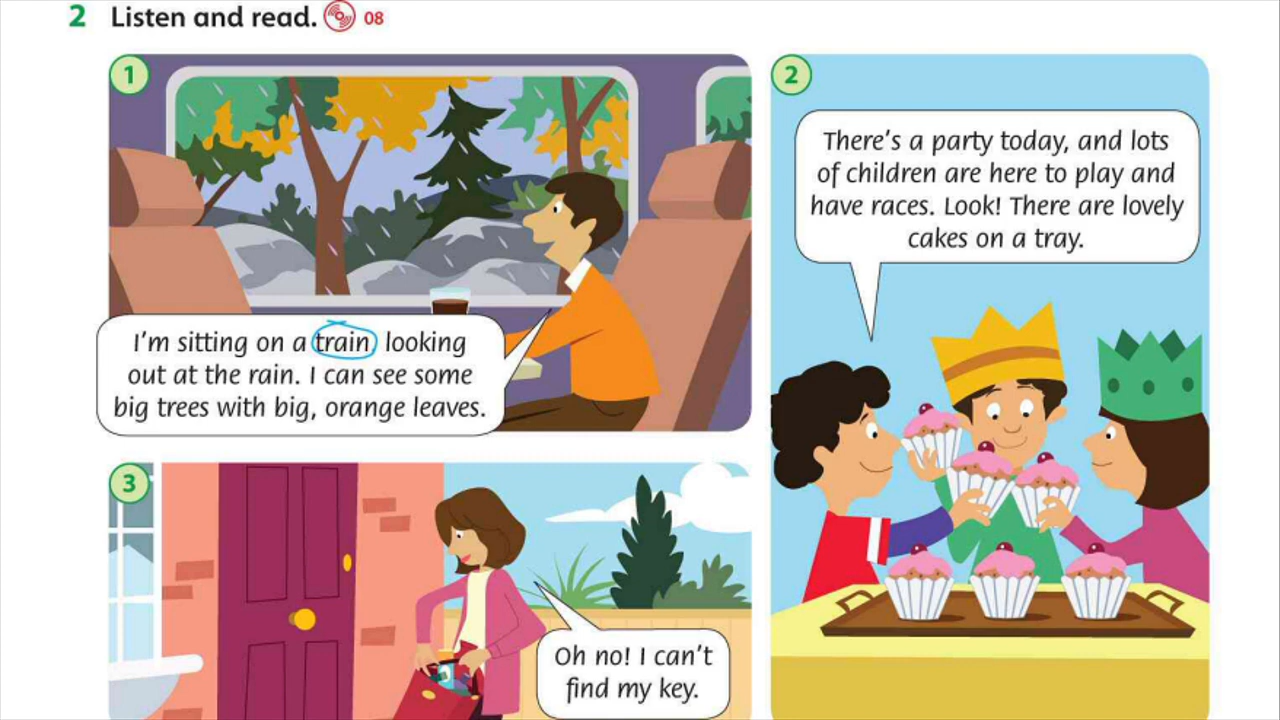 2 Listen and read. 08
1
I'm sitting on a train looking
out at the rain. I can see some
big trees with big, orange leaves.
2
There's a party today, and lots
of children are here to play and
have races. Look! There are lovely
cakes on a tray.
3
Oh no! I can't
find my key.